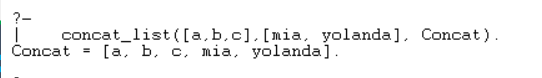 ?-
|    concat_list([a,b,c],[mia, yolanda], Concat).
Concat = [a, b, c, mia, yolanda].